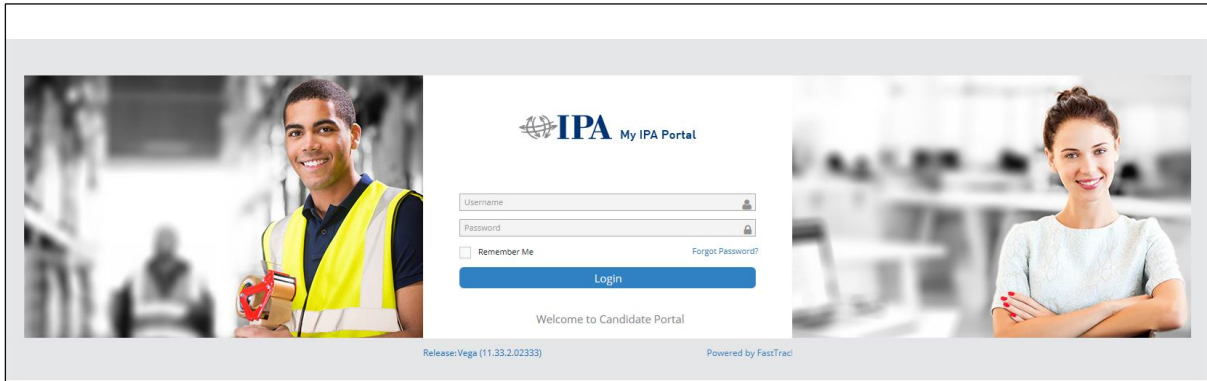 IPA My IPA Portal
Username
Password
Remember Me Forgot Password?
Login
Welcome to Candidate Portal
Release: Vega (11.33.2.02333) Powered by FastTrac